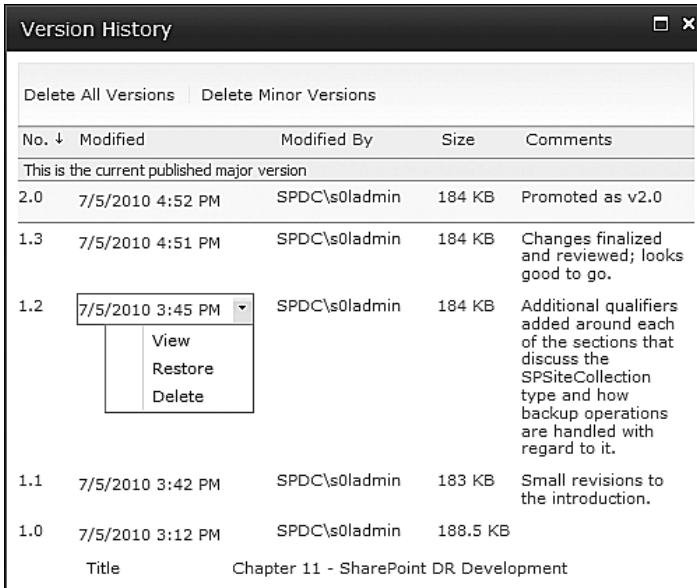 Version History
Delete All Versions Delete Minor Versions
No. ↓ Modified Modified By Size Comments
This is the current published major version
2.0 7/5/2010 4:52 PM SPDC\s0ladmin 184 KB Promoted as v2.0
1.3 7/5/2010 4:51 PM SPDC\s0ladmin 184 KB Changes finalized
and reviewed; looks
good to go.
1.2 7/5/2010 3:45 PM SPDC\s0ladmin 184 KB Additional qualifiers
added around each
of the sections that
discuss the
SPSiteCollection
type and how
backup operations
are handled with
regard to it.
View
Restore
Delete
1.1 7/5/2010 3:42 PM SPDC\s0ladmin 183 KB Small revisions to
the introduction.
1.0 7/5/2010 3:12 PM SPDC\s0ladmin 188.5 KB
Title Chapter 11 - SharePoint DR Development